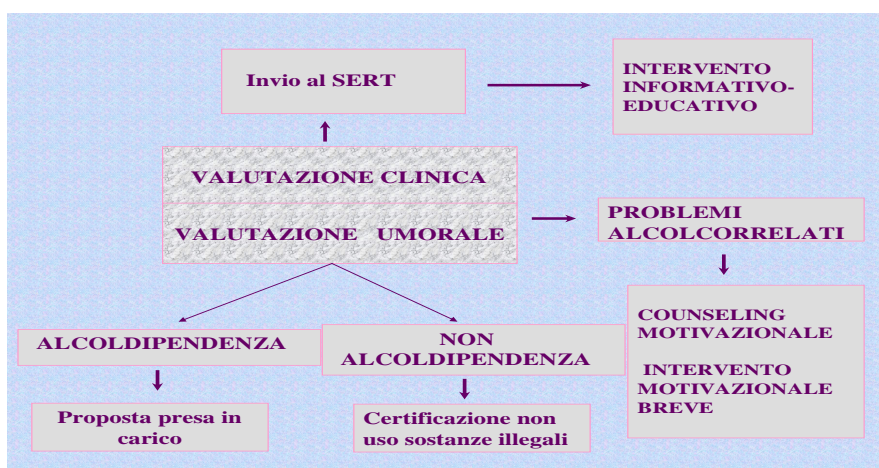 Invio al SERT
INTERVENTO
INFORMATIVO-
EDUCATIVO
VALUTAZIONE CLINICA
VALUTAZIONE UMORALE
PROBLEMI
ALCOLCORRELATI
COUNSELING
MOTIVAZIONALE
INTERVENTO
MOTIVAZIONALE
BREVE
ALCOLDIPENDENZA
NON
ALCOLDIPENDENZA
Proposta presa in
carico
Certificazione non
uso sostanze illegali